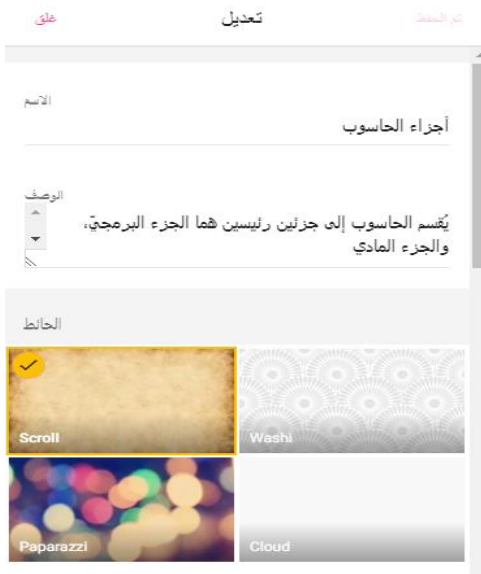 تم الحفظ
تعديل
غلق
الاسم
أجزاء الحاسوب
الوصف
يُقسم الحاسوب إلى جزئين رئيسين هما الجزء البرمجيّ،
والجزء المادي
الحائط
Scroll
Washi
Paparazzi
Cloud